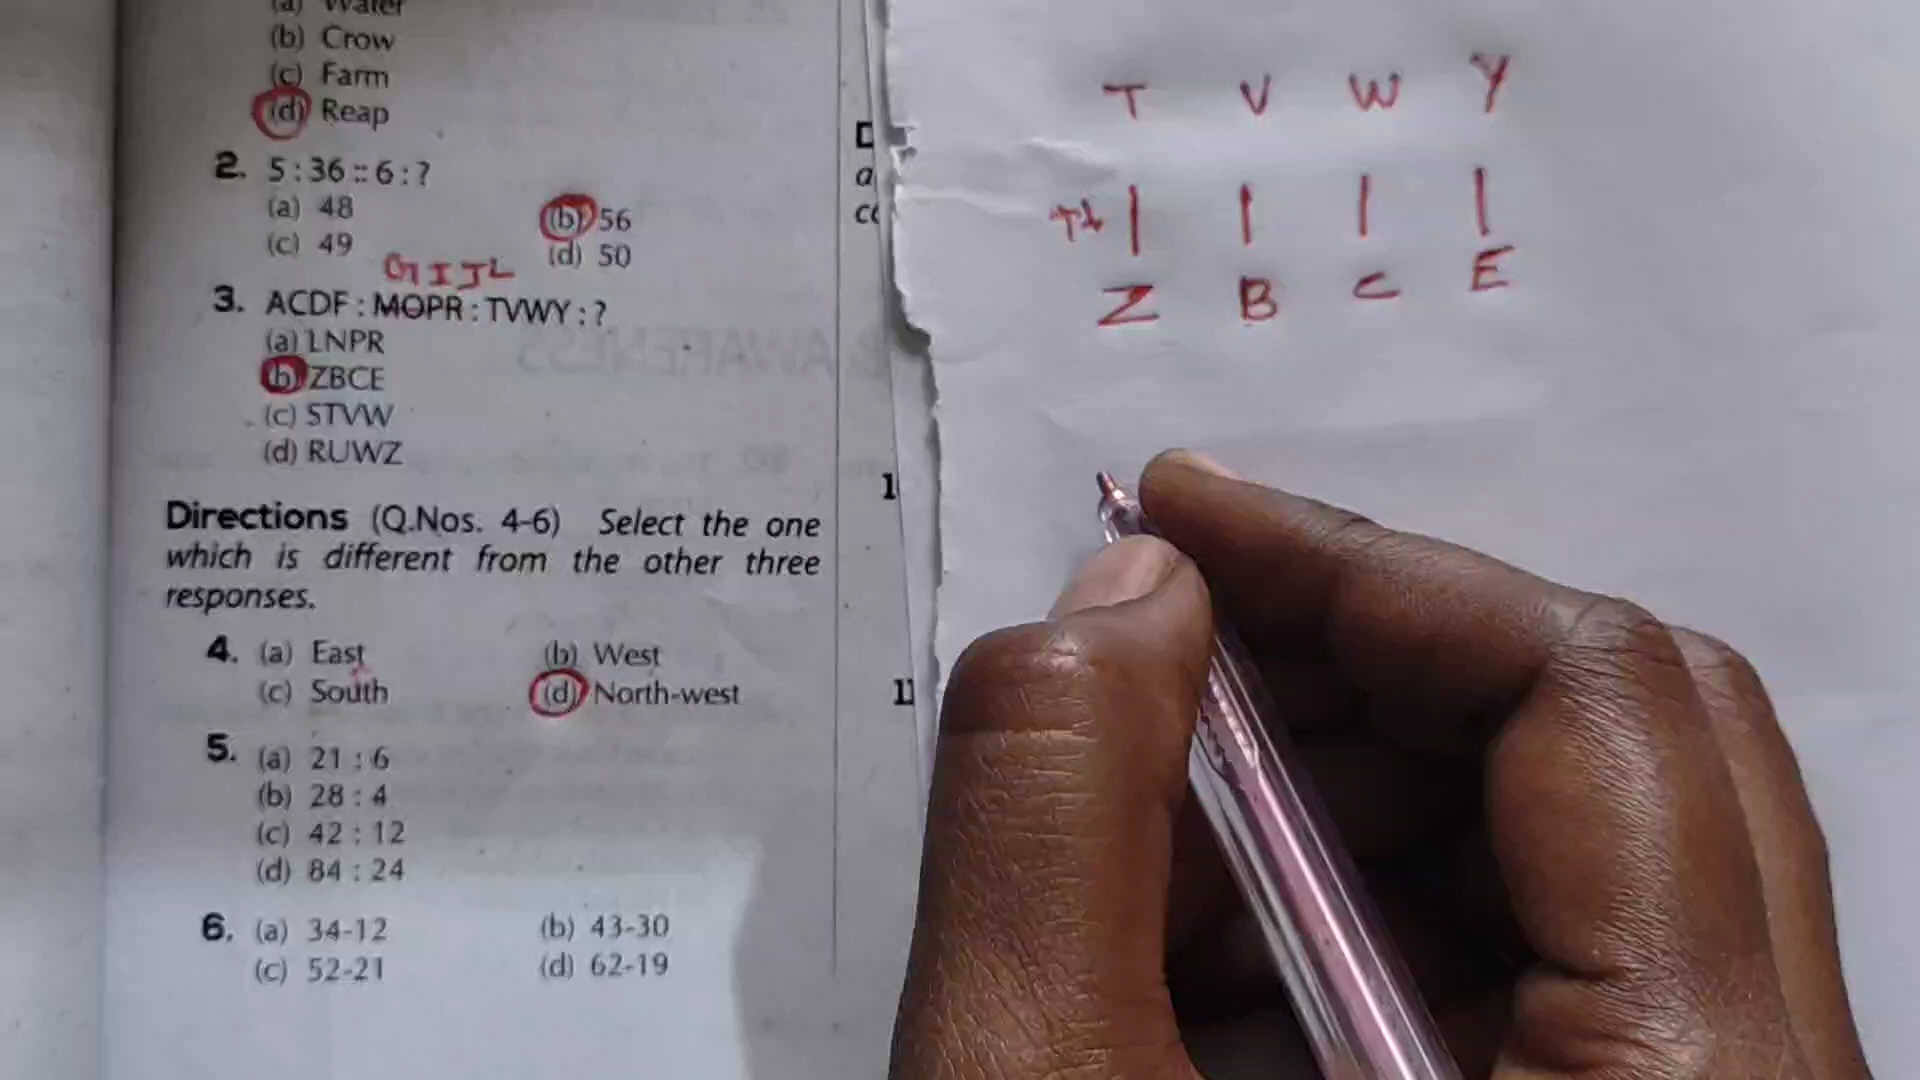 (a) Water
(b) Crow
(c) Farm
(d) Reap
2. 5 : 36 :: 6 : ?
(a) 48
(b) 56
(c) 49
(d) 50
GIJL
3. ACDF : MOPR : TVWY : ?
(a) LNPR
(b) ZBCE
(c) STVW
(d) RUWZ
Directions (Q.Nos. 4-6) Select the one
which is different from the other three
responses.
4. (a) East (b) West
(c) South (d) North-west
5. (a) 21 : 6
(b) 28 : 4
(c) 42 : 12
(d) 84 : 24
6. (a) 34-12 (b) 43-30
(c) 52-21 (d) 62-19
T V W Y
Z B C E